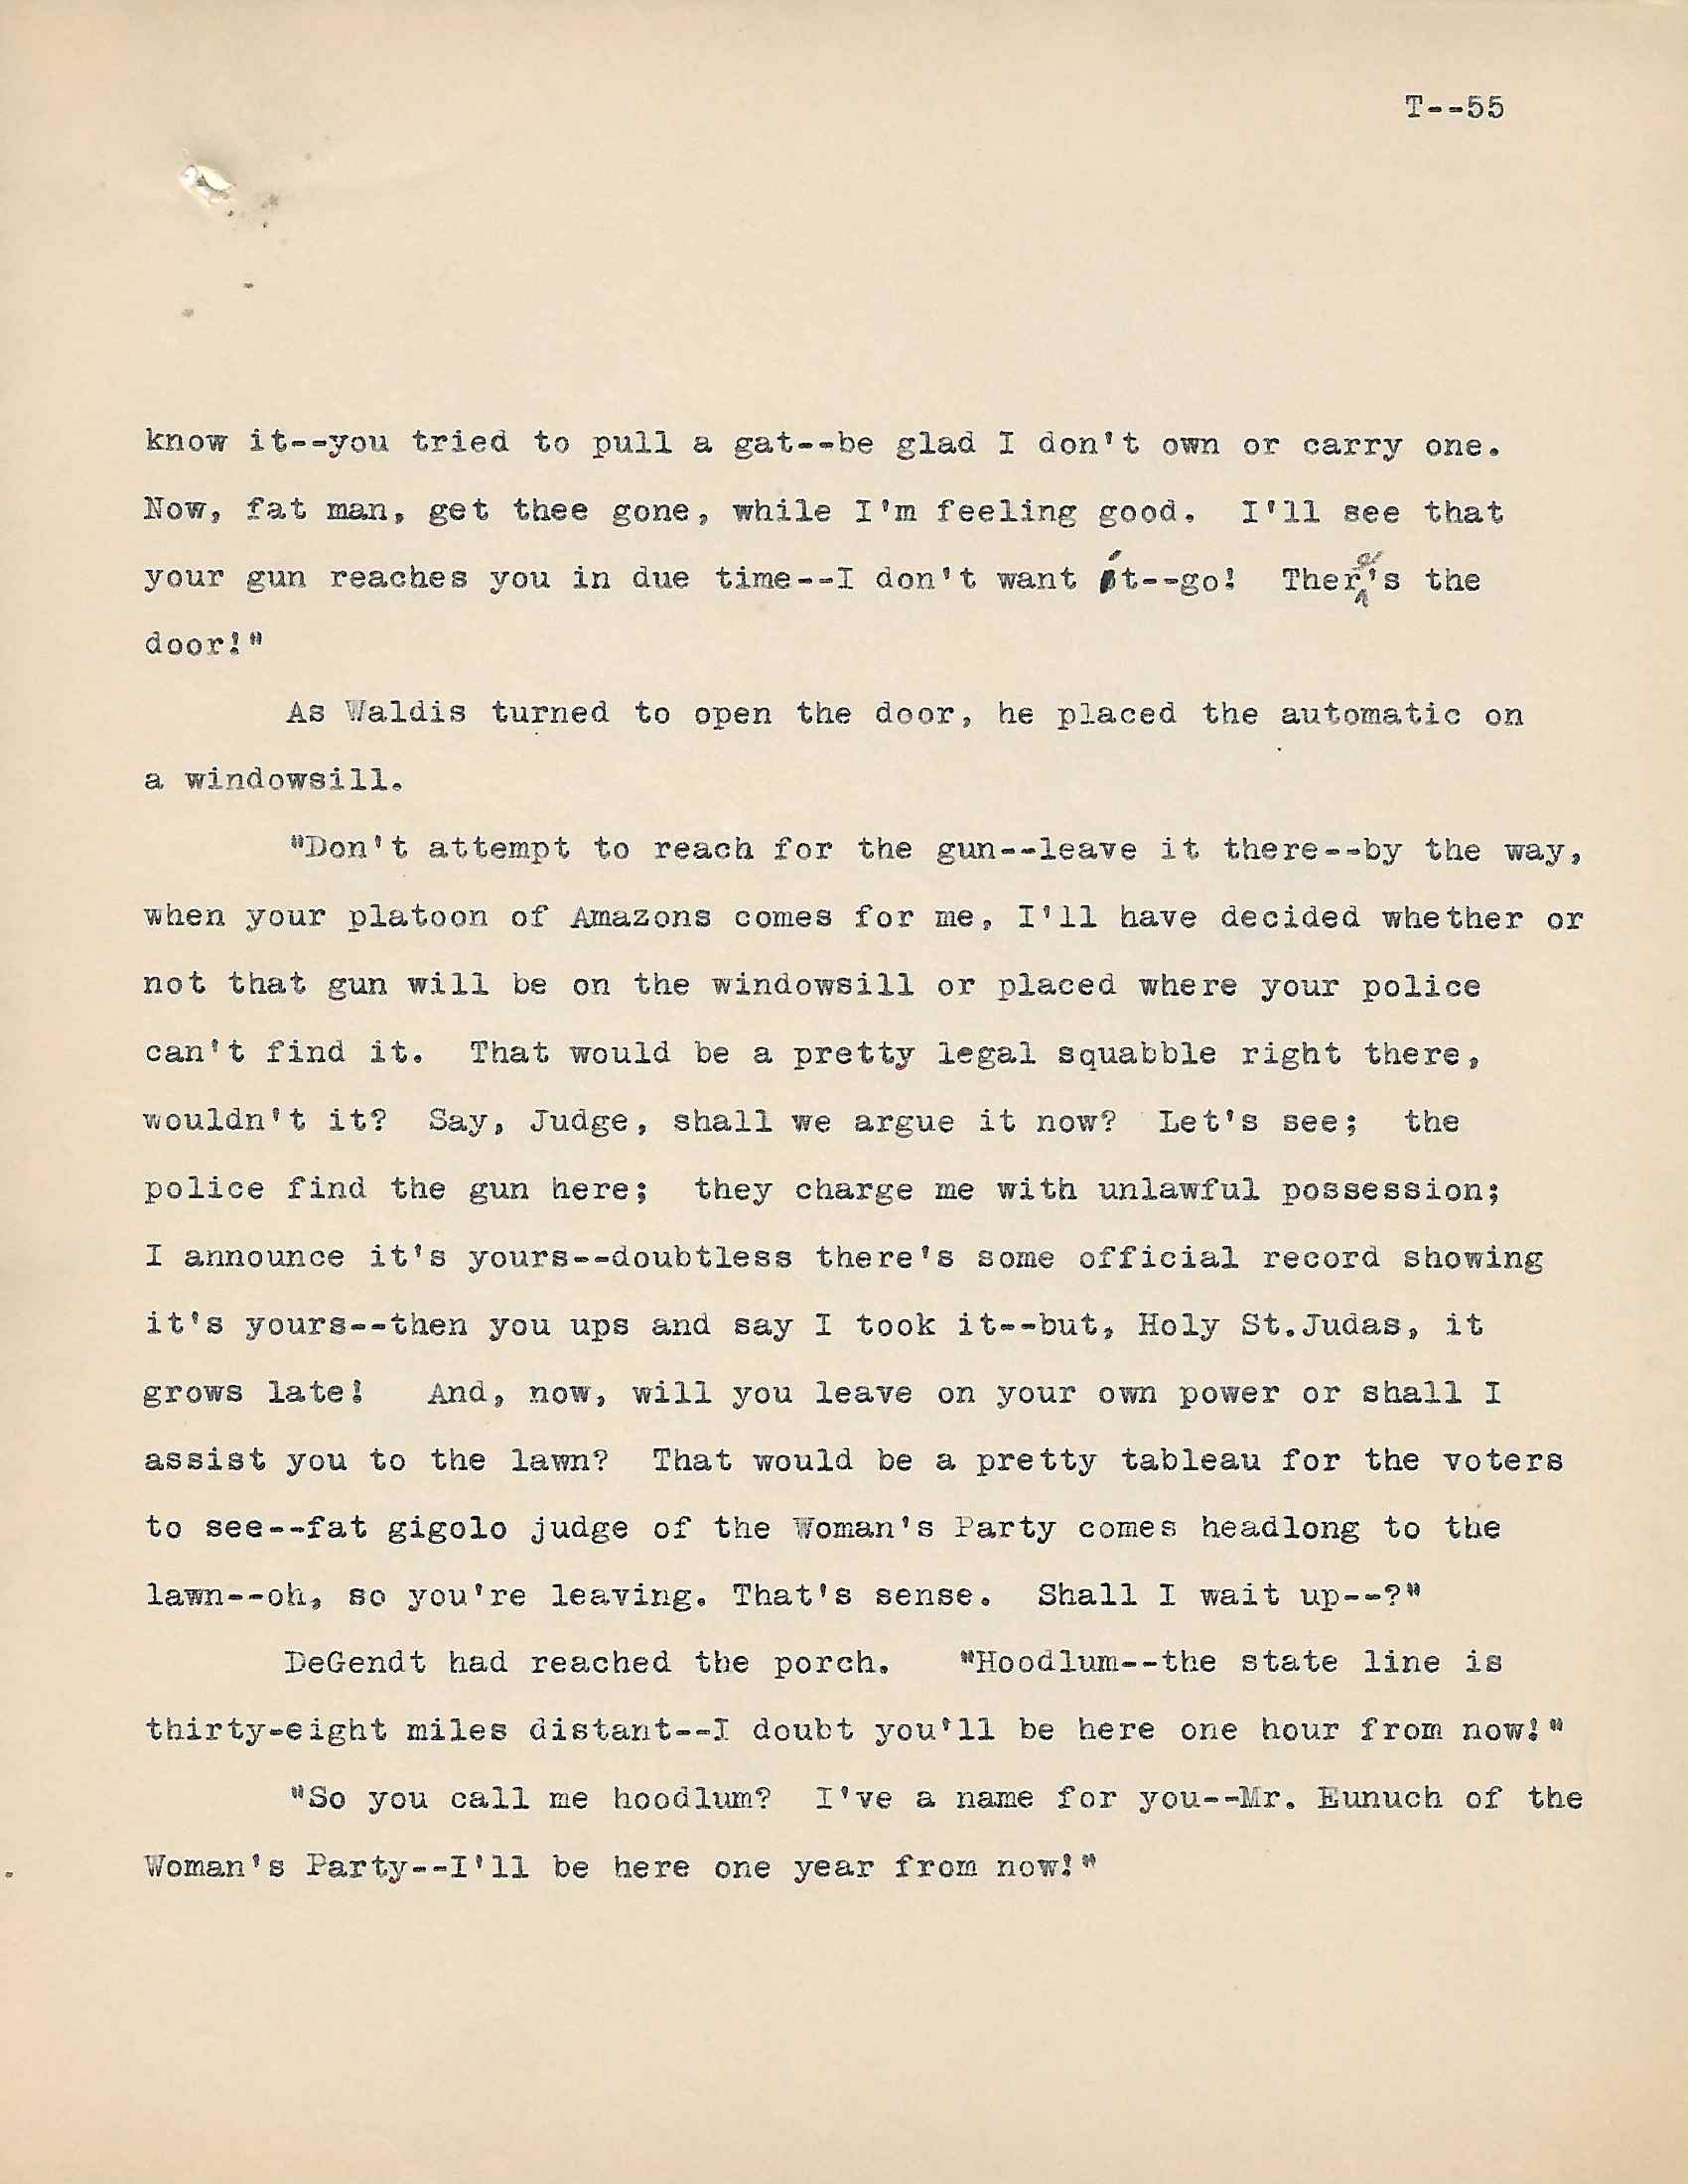 T--55
know it--you tried to pull a gat--be glad I don't own or carry one.
Now, fat man, get thee gone, while I'm feeling good.  I'll see that
your gun reaches you in due time--I don't want it--go!  There's the
door!"
As Waldis turned to open the door, he placed the automatic on
a windowsill.
"Don't attempt to reach for the gun--leave it there--by the way,
when your platoon of Amazons comes for me, I'll have decided whether or
not that gun will be on the windowsill or placed where your police
can't find it.  That would be a pretty legal squabble right there,
wouldn't it?  Say, Judge, shall we argue it now?  Let's see;  the
police find the gun here;  they charge me with unlawful possession;
I announce it's yours--doubtless there's some official record showing
it's yours--then you ups and say I took it--but, Holy St.Judas, it
grows late!   And, now, will you leave on your own power or shall I
assist you to the lawn?  That would be a pretty tableau for the voters
to see--fat gigolo judge of the Woman's Party comes headlong to the
lawn--oh, so you're leaving. That's sense.  Shall I wait up--?"
DeGendt had reached the porch.   "Hoodlum--the state line is
thirty-eight miles distant--I doubt you'll be here one hour from now!"
"So you call me hoodlum?  I've a name for you--Mr. Eunuch of the
Woman's Party--I'll be here one year from now!"